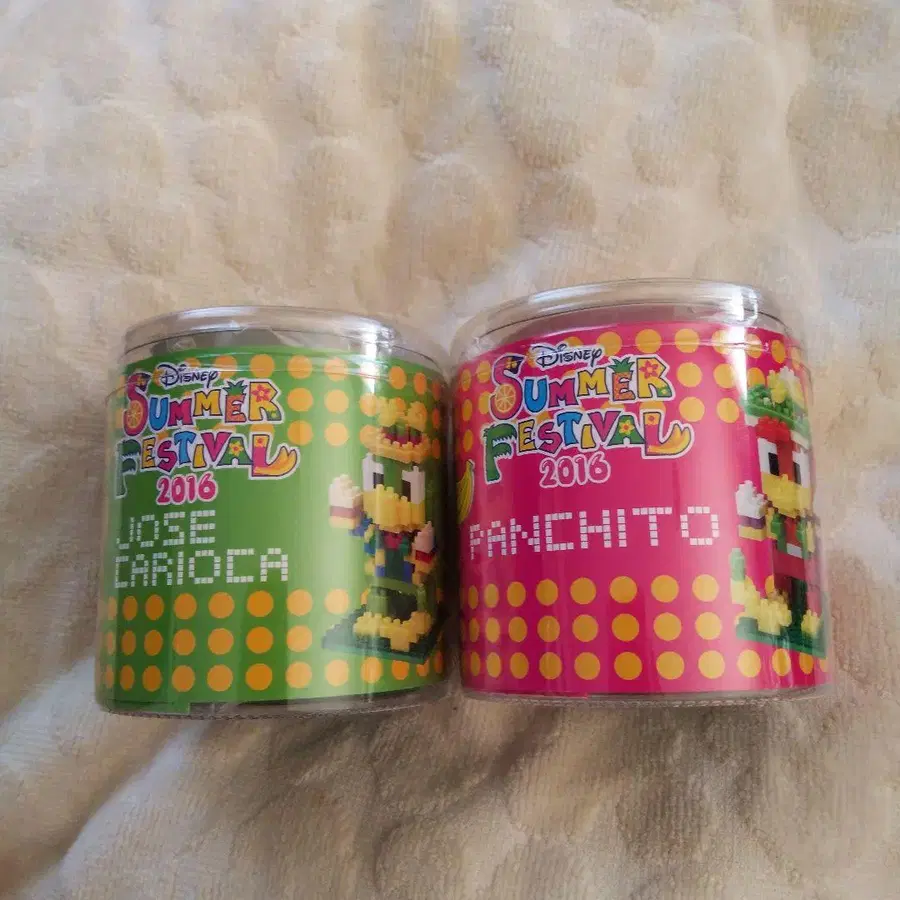 Disney
SUMMER
FESTIVAL
2016
JOSE
CARIOCA
Disney
SUMMER
FESTIVAL
2016
PANCHITO